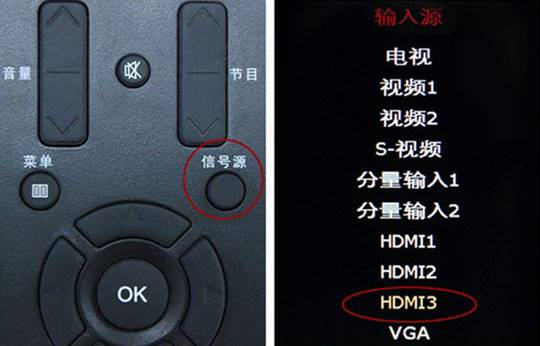 音量
节目
菜单
信号源
OK
输入源
电视
视频1
视频2
S-视频
分量输入1
分量输入2
HDMI1
HDMI2
HDMI3
VGA